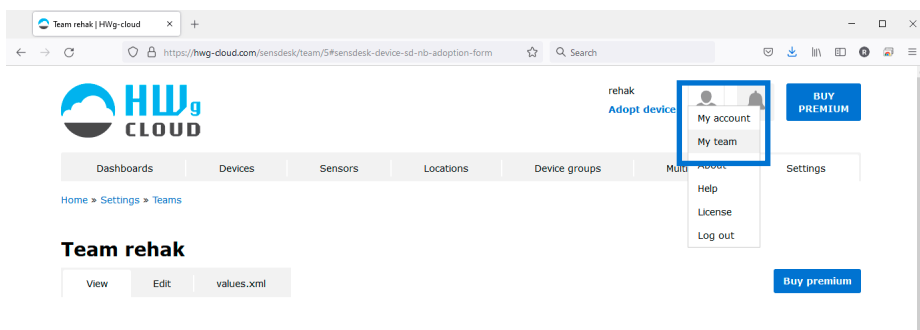 Team rehak | HWg-cloud
https://hwg-cloud.com/sensdesk/team/5#sensdesk-device-sd-nb-adoption-form
Search
R
HWg
CLOUD
rehak
Adopt device
BUY
PREMIUM
My account
My team
About
Help
License
Log out
Dashboards
Devices
Sensors
Locations
Device groups
Settings
Home » Settings » Teams
Team rehak
View
Edit
values.xml
Buy premium